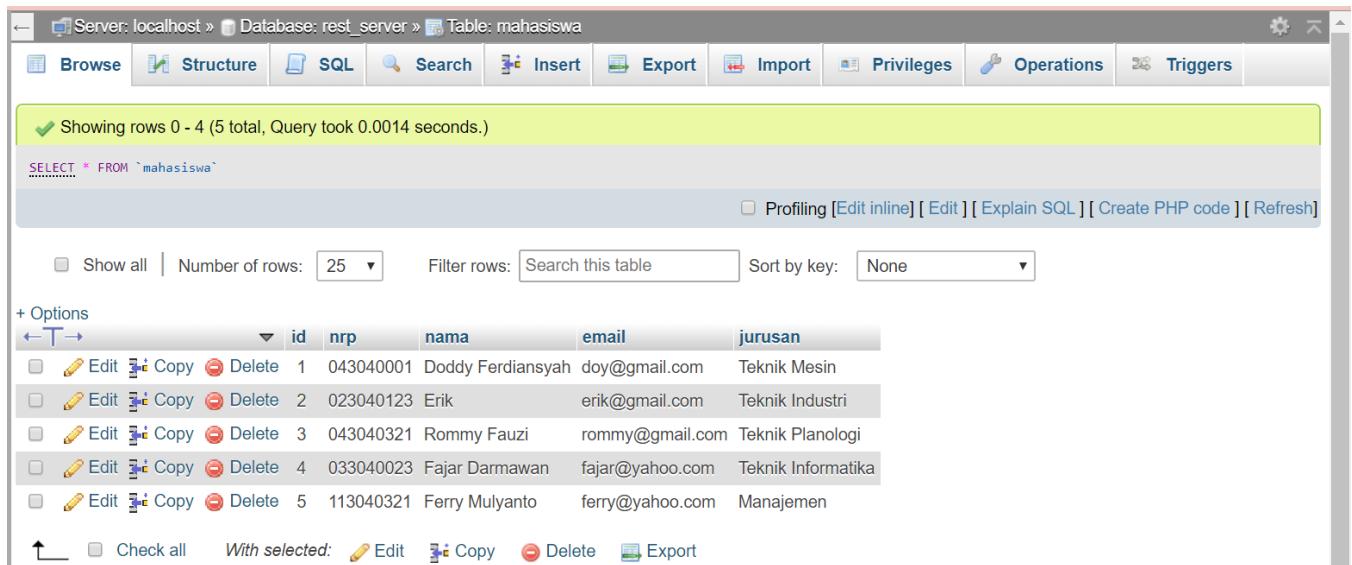 ← Server: localhost » Database: rest_server » Table: mahasiswa
Browse Structure SQL Search Insert Export Import Privileges Operations Triggers
Showing rows 0 - 4 (5 total, Query took 0.0014 seconds.)
SELECT * FROM `mahasiswa`
Profiling [Edit inline] [ Edit ] [ Explain SQL ] [ Create PHP code ] [ Refresh]
Show all | Number of rows: 25 Filter rows: Search this table Sort by key: None
+ Options
←T→ id nrp nama email jurusan
Edit Copy Delete 1 043040001 Doddy Ferdiansyah doy@gmail.com Teknik Mesin
Edit Copy Delete 2 023040123 Erik erik@gmail.com Teknik Industri
Edit Copy Delete 3 043040321 Rommy Fauzi rommy@gmail.com Teknik Planologi
Edit Copy Delete 4 033040023 Fajar Darmawan fajar@yahoo.com Teknik Informatika
Edit Copy Delete 5 113040321 Ferry Mulyanto ferry@yahoo.com Manajemen
Check all With selected: Edit Copy Delete Export